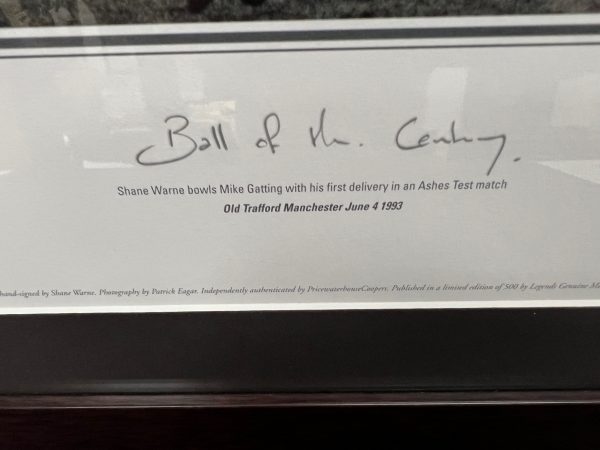 Ball of the. Century.
Shane Warne bowls Mike Gatting with his first delivery in an Ashes Test match
Old Trafford Manchester June 4 1993
hand-signed by Shane Warne. Photography by Patrick Eagar. Independently authenticated by PricewaterhouseCoopers. Published in a limited edition of 500 by Legends Genuine